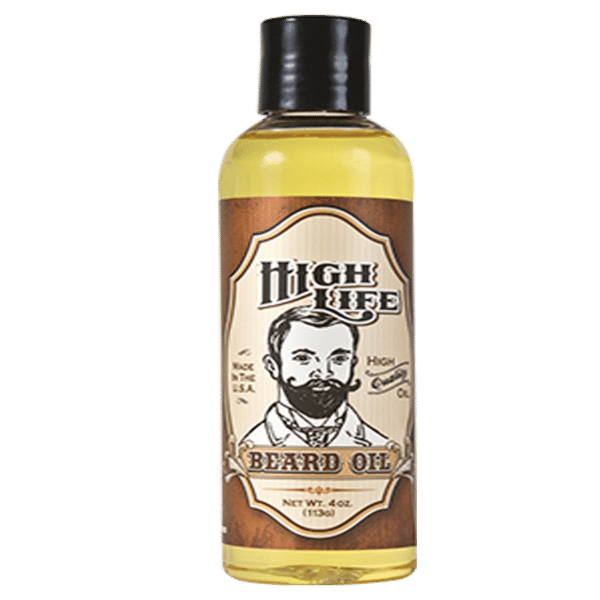 HIGH
LIFE
MADE
IN THE
U.S.A.
HIGH
Quality
OIL
BEARD OIL
NET WT. 4 OZ.
(113G)